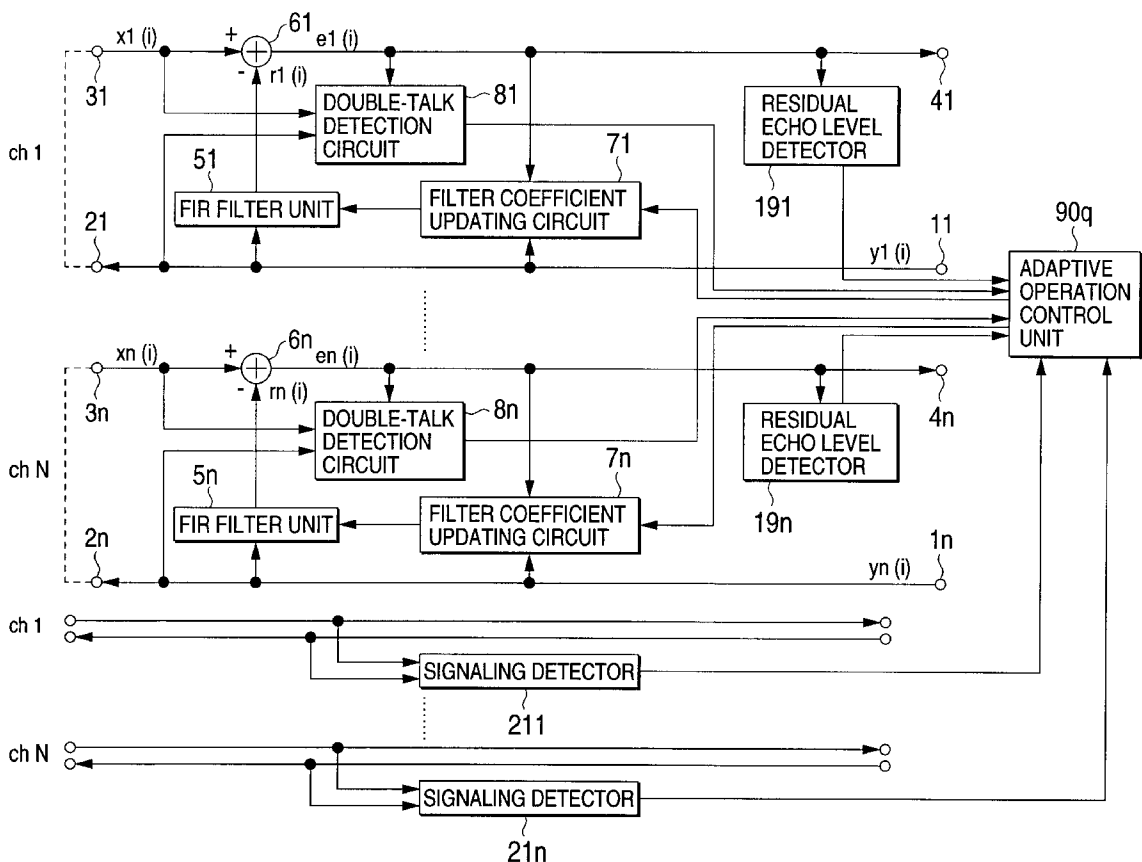 x1 (i)
+
61
e1 (i)
-
r1 (i)
31
81
41
DOUBLE-TALK
DETECTION
CIRCUIT
RESIDUAL
ECHO LEVEL
DETECTOR
ch 1
51
71
191
FIR FILTER UNIT
FILTER COEFFICIENT
UPDATING CIRCUIT
90q
21
y1 (i)
11
ADAPTIVE
OPERATION
CONTROL
UNIT
xn (i)
+
6n
en (i)
-
rn (i)
3n
8n
4n
DOUBLE-TALK
DETECTION
CIRCUIT
RESIDUAL
ECHO LEVEL
DETECTOR
ch N
5n
7n
19n
FIR FILTER UNIT
FILTER COEFFICIENT
UPDATING CIRCUIT
2n
yn (i)
1n
ch 1
SIGNALING DETECTOR
211
ch N
SIGNALING DETECTOR
21n